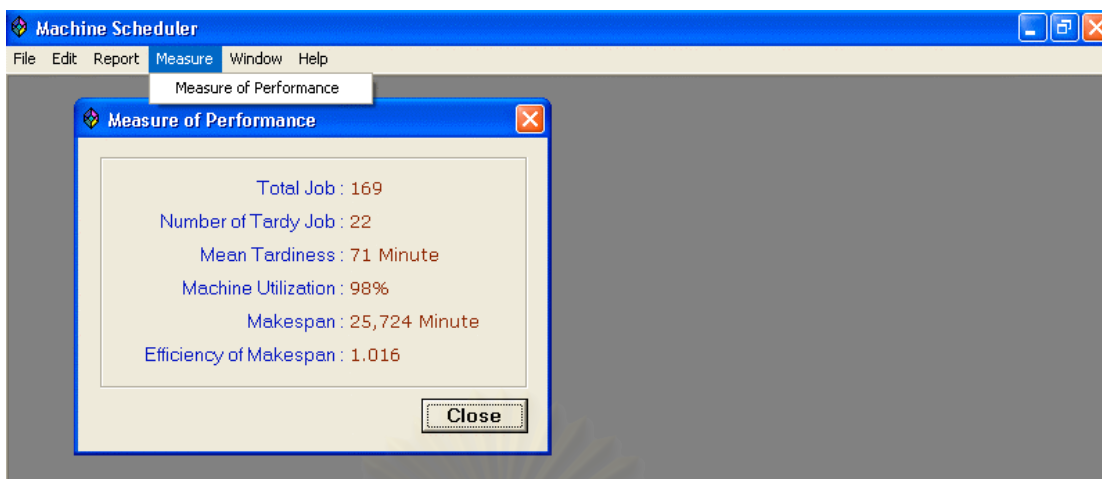 Machine Scheduler
File Edit Report Measure Window Help
Measure of Performance
Measure of Performance
Total Job : 169
Number of Tardy Job : 22
Mean Tardiness : 71 Minute
Machine Utilization : 98%
Makespan : 25,724 Minute
Efficiency of Makespan : 1.016
Close